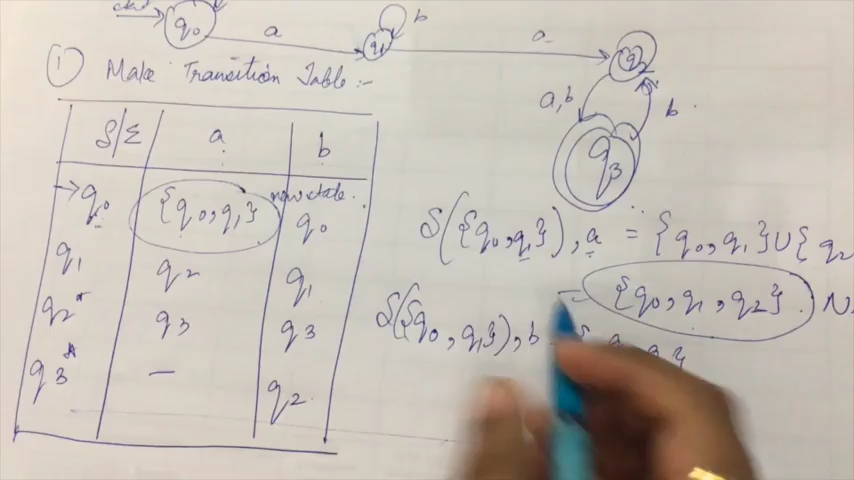 start q0 a q1 b a q2
① Make Transition Table :-
a,b b
q3
δ/Σ a b
→q0 {q0,q1} new state. q0
q1 q2 q1
q2* q3 q3
q3* — q2
δ({q0,q1}),a = {q0,q1}∪{q2
= {q0,q1,q2}.
δ({q0,q1}),b